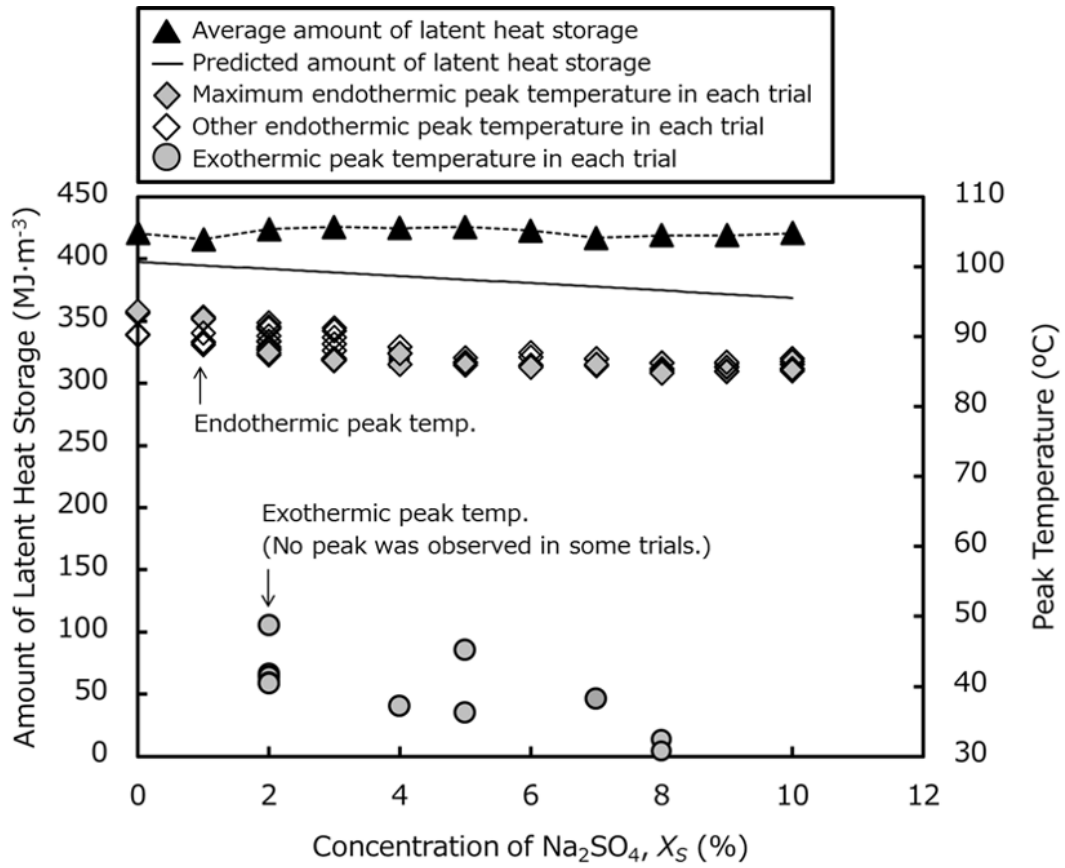 Average amount of latent heat storage
Predicted amount of latent heat storage
Maximum endothermic peak temperature in each trial
Other endothermic peak temperature in each trial
Exothermic peak temperature in each trial
Amount of Latent Heat Storage (MJ·m⁻³)
450
400
350
300
250
200
150
100
50
0
Endothermic peak temp.
Exothermic peak temp.
(No peak was observed in some trials.)
110
100
90
80
70
60
50
40
30
Peak Temperature (ºC)
0 2 4 6 8 10 12
Concentration of Na₂SO₄, X_S (%)